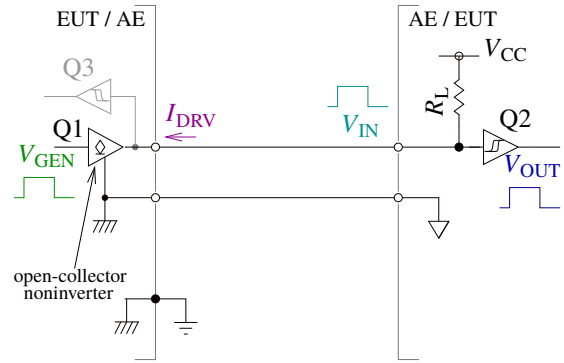 EUT / AE
AE / EUT
Q3
V_CC
R_L
I_DRV
Q1
V_IN
Q2
V_GEN
V_OUT
open-collector
noninverter